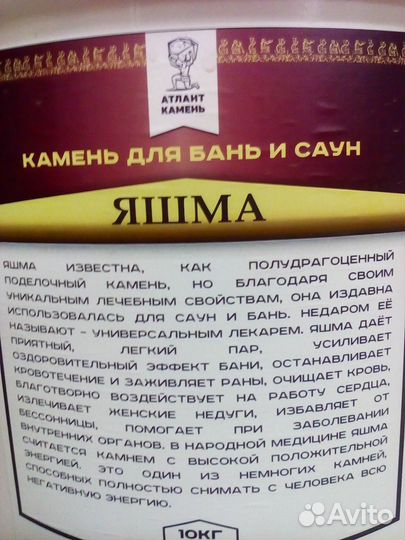 АТЛАНТ
КАМЕНЬ
КАМЕНЬ ДЛЯ БАНЬ И САУН
ЯШМА
ЯШМА ИЗВЕСТНА, КАК ПОЛУДРАГОЦЕННЫЙ
ПОДЕЛОЧНЫЙ КАМЕНЬ, НО БЛАГОДАРЯ СВОИМ
УНИКАЛЬНЫМ ЛЕЧЕБНЫМ СВОЙСТВАМ, ОНА ИЗДАВНА
ИСПОЛЬЗОВАЛАСЬ ДЛЯ САУН И БАНЬ. НЕДАРОМ ЕЁ
НАЗЫВАЮТ - УНИВЕРСАЛЬНЫМ ЛЕКАРЕМ. ЯШМА ДАЁТ
ПРИЯТНЫЙ, ЛЕГКИЙ ПАР, УСИЛИВАЕТ
ОЗДОРОВИТЕЛЬНЫЙ ЭФФЕКТ БАНИ, ОСТАНАВЛИВАЕТ
КРОВОТЕЧЕНИЕ И ЗАЖИВЛЯЕТ РАНЫ, ОЧИЩАЕТ КРОВЬ,
БЛАГОТВОРНО ВОЗДЕЙСТВУЕТ НА РАБОТУ СЕРДЦА,
ИЗЛЕЧИВАЕТ ЖЕНСКИЕ НЕДУГИ, ИЗБАВЛЯЕТ ОТ
БЕССОННИЦЫ, ПОМОГАЕТ ПРИ ЗАБОЛЕВАНИИ
ВНУТРЕННИХ ОРГАНОВ. В НАРОДНОЙ МЕДИЦИНЕ ЯШМА
СЧИТАЕТСЯ КАМНЕМ С ВЫСОКОЙ ПОЛОЖИТЕЛЬНОЙ
ЭНЕРГИЕЙ. ЭТО ОДИН ИЗ НЕМНОГИХ КАМНЕЙ,
СПОСОБНЫХ ПОЛНОСТЬЮ СНИМАТЬ С ЧЕЛОВЕКА ВСЮ
НЕГАТИВНУЮ ЭНЕРГИЮ.
10КГ
Avito